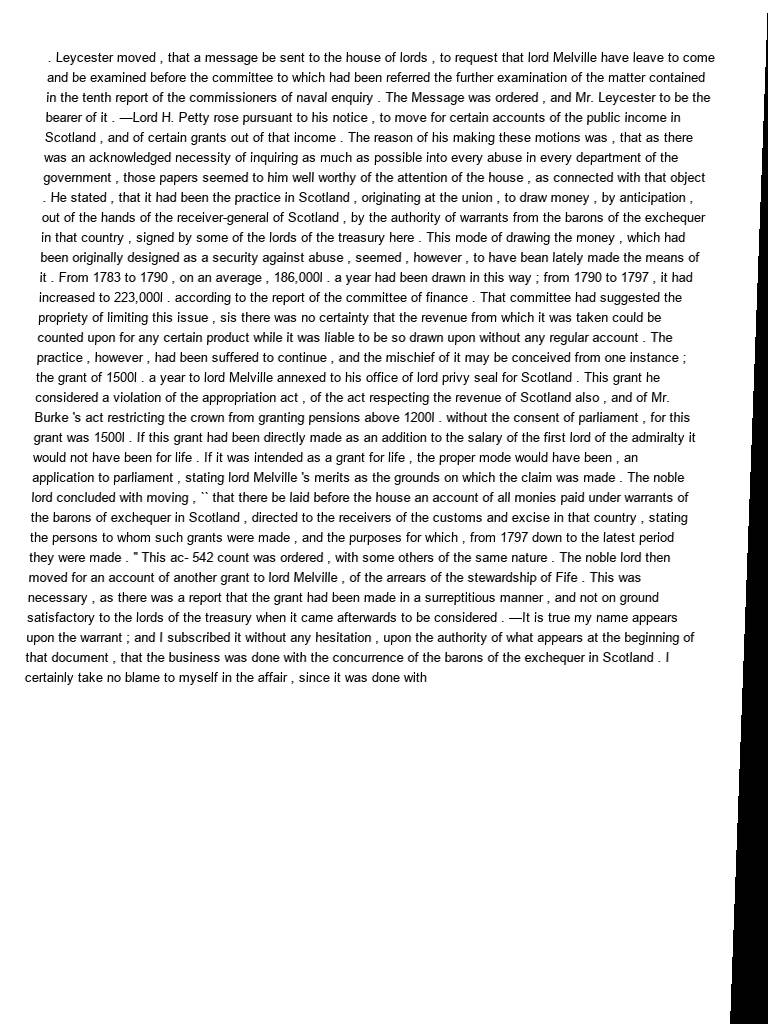 . Leycester moved , that a message be sent to the house of lords , to request that lord Melville have leave to come
and be examined before the committee to which had been referred the further examination of the matter contained
in the tenth report of the commissioners of naval enquiry . The Message was ordered , and Mr. Leycester to be the
bearer of it . —Lord H. Petty rose pursuant to his notice , to move for certain accounts of the public income in
Scotland , and of certain grants out of that income . The reason of his making these motions was , that as there
was an acknowledged necessity of inquiring as much as possible into every abuse in every department of the
government , those papers seemed to him well worthy of the attention of the house , as connected with that object
. He stated , that it had been the practice in Scotland , originating at the union , to draw money , by anticipation ,
out of the hands of the receiver-general of Scotland , by the authority of warrants from the barons of the exchequer
in that country , signed by some of the lords of the treasury here . This mode of drawing the money , which had
been originally designed as a security against abuse , seemed , however , to have bean lately made the means of
it . From 1783 to 1790 , on an average , 186,000l . a year had been drawn in this way ; from 1790 to 1797 , it had
increased to 223,000l . according to the report of the committee of finance . That committee had suggested the
propriety of limiting this issue , sis there was no certainty that the revenue from which it was taken could be
counted upon for any certain product while it was liable to be so drawn upon without any regular account . The
practice , however , had been suffered to continue , and the mischief of it may be conceived from one instance ;
the grant of 1500l . a year to lord Melville annexed to his office of lord privy seal for Scotland . This grant he
considered a violation of the appropriation act , of the act respecting the revenue of Scotland also , and of Mr.
Burke 's act restricting the crown from granting pensions above 1200l . without the consent of parliament , for this
grant was 1500l . If this grant had been directly made as an addition to the salary of the first lord of the admiralty it
would not have been for life . If it was intended as a grant for life , the proper mode would have been , an
application to parliament , stating lord Melville 's merits as the grounds on which the claim was made . The noble
lord concluded with moving , `` that there be laid before the house an account of all monies paid under warrants of
the barons of exchequer in Scotland , directed to the receivers of the customs and excise in that country , stating
the persons to whom such grants were made , and the purposes for which , from 1797 down to the latest period
they were made . " This ac- 542 count was ordered , with some others of the same nature . The noble lord then
moved for an account of another grant to lord Melville , of the arrears of the stewardship of Fife . This was
necessary , as there was a report that the grant had been made in a surreptitious manner , and not on ground
satisfactory to the lords of the treasury when it came afterwards to be considered . —It is true my name appears
upon the warrant ; and I subscribed it without any hesitation , upon the authority of what appears at the beginning of
that document , that the business was done with the concurrence of the barons of the exchequer in Scotland . I
certainly take no blame to myself in the affair , since it was done with